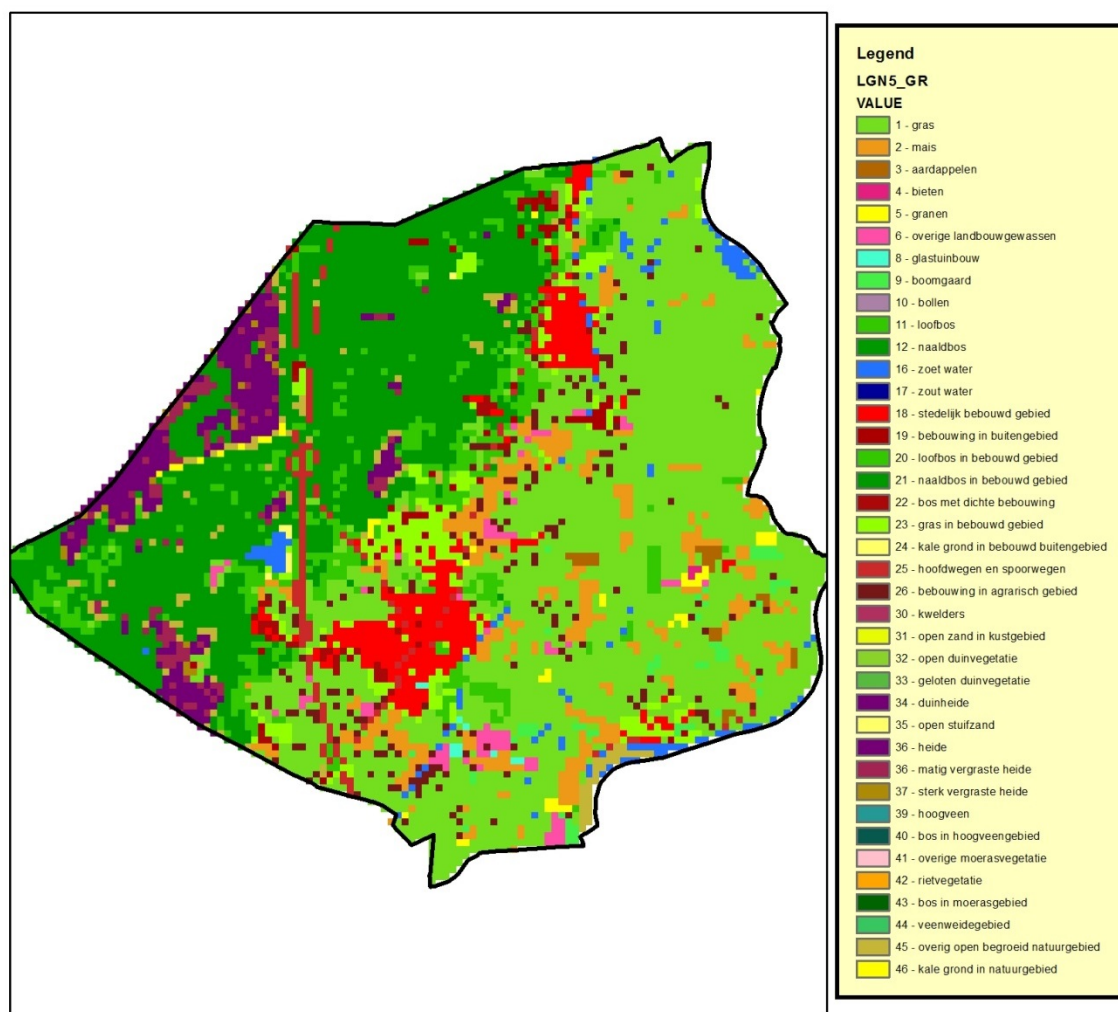 Legend
LGN5_GR
VALUE
1 - gras
2 - mais
3 - aardappelen
4 - bieten
5 - granen
6 - overige landbouwgewassen
8 - glastuinbouw
9 - boomgaard
10 - bollen
11 - loofbos
12 - naaldbos
16 - zoet water
17 - zout water
18 - stedelijk bebouwd gebied
19 - bebouwing in buitengebied
20 - loofbos in bebouwd gebied
21 - naaldbos in bebouwd gebied
22 - bos met dichte bebouwing
23 - gras in bebouwd gebied
24 - kale grond in bebouwd buitengebied
25 - hoofdwegen en spoorwegen
26 - bebouwing in agrarisch gebied
30 - kwelders
31 - open zand in kustgebied
32 - open duinvegetatie
33 - geloten duinvegetatie
34 - duinheide
35 - open stuifzand
36 - heide
36 - matig vergraste heide
37 - sterk vergraste heide
39 - hoogveen
40 - bos in hoogveengebied
41 - overige moerasvegetatie
42 - rietvegetatie
43 - bos in moerasgebied
44 - veenweidegebied
45 - overig open begroeid natuurgebied
46 - kale grond in natuurgebied